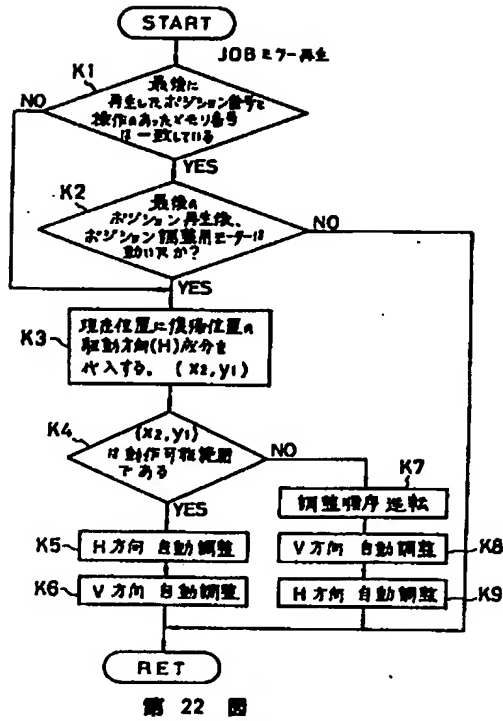 START
JOBミラー再生
K1
最後に
再生したポジション番号と
操作のあったメモリ番号
は一致している
NO
YES
K2
最後の
ポジション再生後、
ポジション調整用モーターは
動いたか?
NO
YES
K3
現在位置に復帰位置の
駆動方向(H)成分を
代入する。(x2,y1)
K4
(x2,y1)
は動作可能範囲
である
NO
YES
K7
調整順序逆転
K5
H方向 自動調整
V方向 自動調整
K8
K6
V方向 自動調整
H方向 自動調整
K9
RET
第 22 図